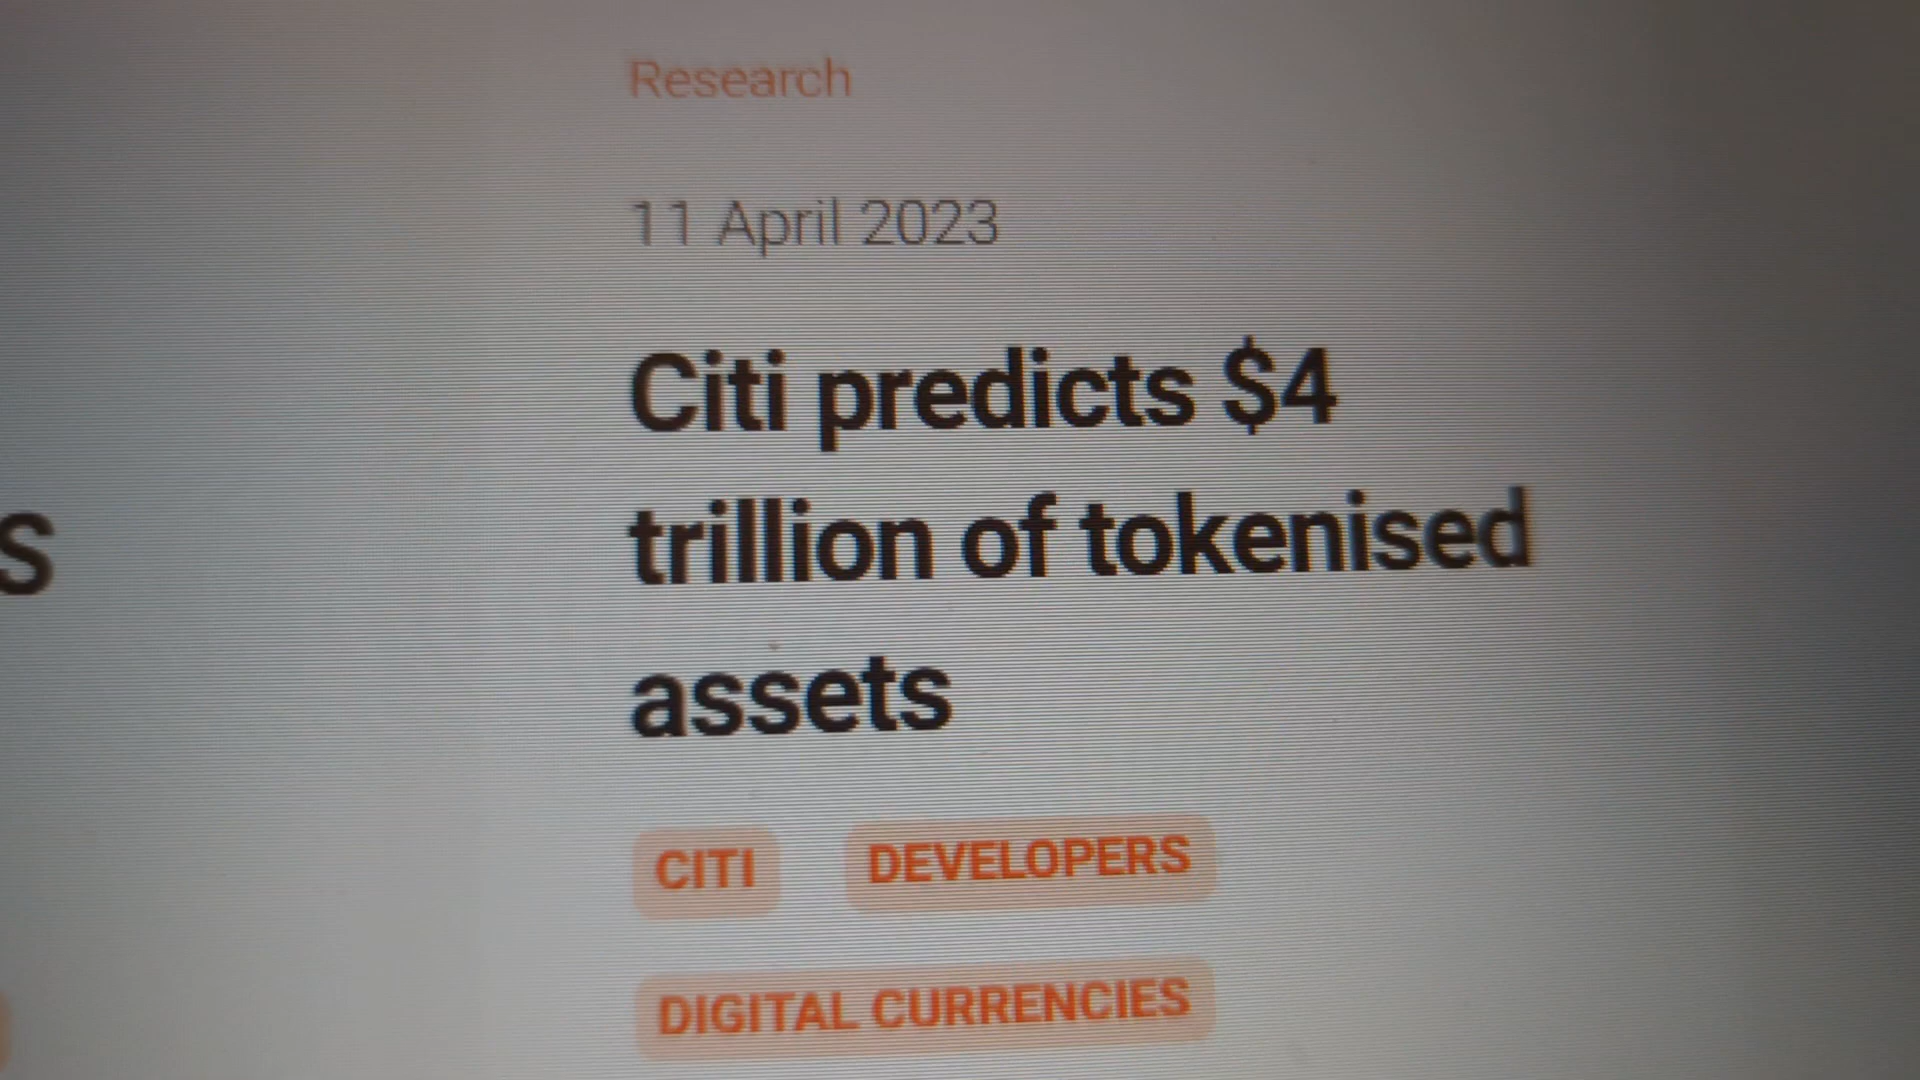 Research
11 April 2023
Citi predicts $4
trillion of tokenised
assets
CITI DEVELOPERS
DIGITAL CURRENCIES
s